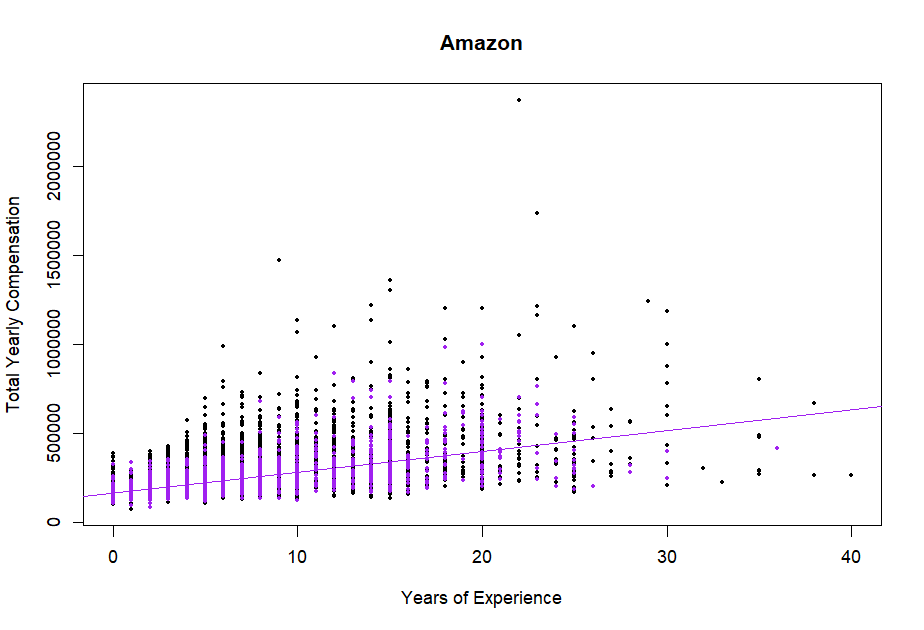 Amazon
Total Yearly Compensation
2000000
1500000
1000000
500000
0
0 10 20 30 40
Years of Experience